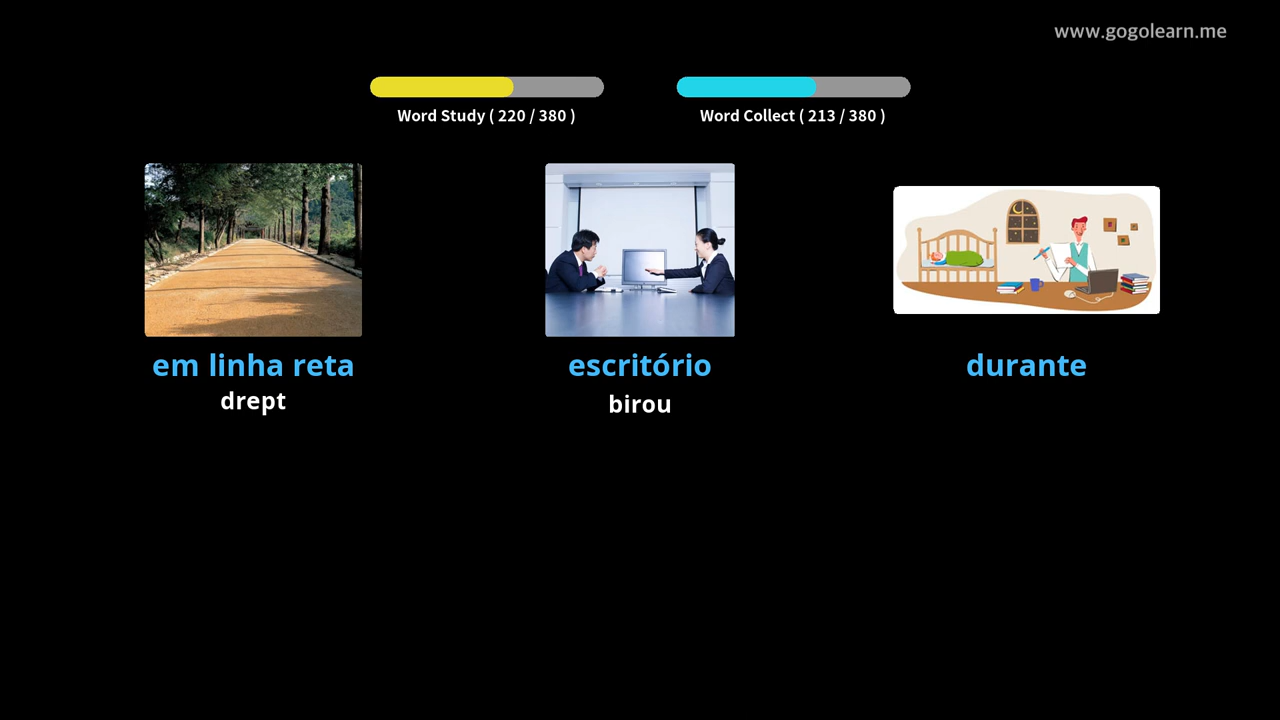 www.gogolearn.me
Word Study ( 220 / 380 )
Word Collect ( 213 / 380 )
em linha reta
drept
escritório
birou
durante